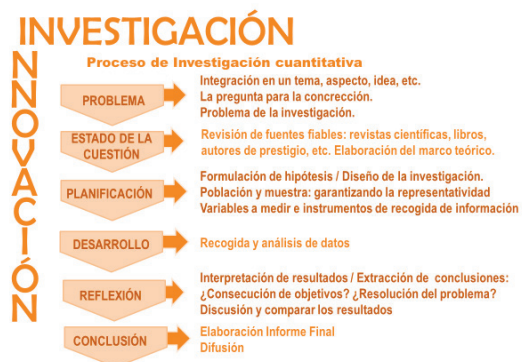 INVESTIGACIÓN
INNOVACIÓN
Proceso de Investigación cuantitativa
PROBLEMA
Integración en un tema, aspecto, idea, etc.
La pregunta para la concrección.
Problema de la investigación.
ESTADO DE LA
CUESTIÓN
Revisión de fuentes fiables: revistas científicas, libros,
autores de prestigio, etc. Elaboración del marco teórico.
PLANIFICACIÓN
Formulación de hipótesis / Diseño de la investigación.
Población y muestra: garantizando la representatividad
Variables a medir e instrumentos de recogida de información
DESARROLLO
Recogida y análisis de datos
REFLEXIÓN
Interpretación de resultados / Extracción de conclusiones:
¿Consecución de objetivos? ¿Resolución del problema?
Discusión y comparar los resultados
CONCLUSIÓN
Elaboración Informe Final
Difusión